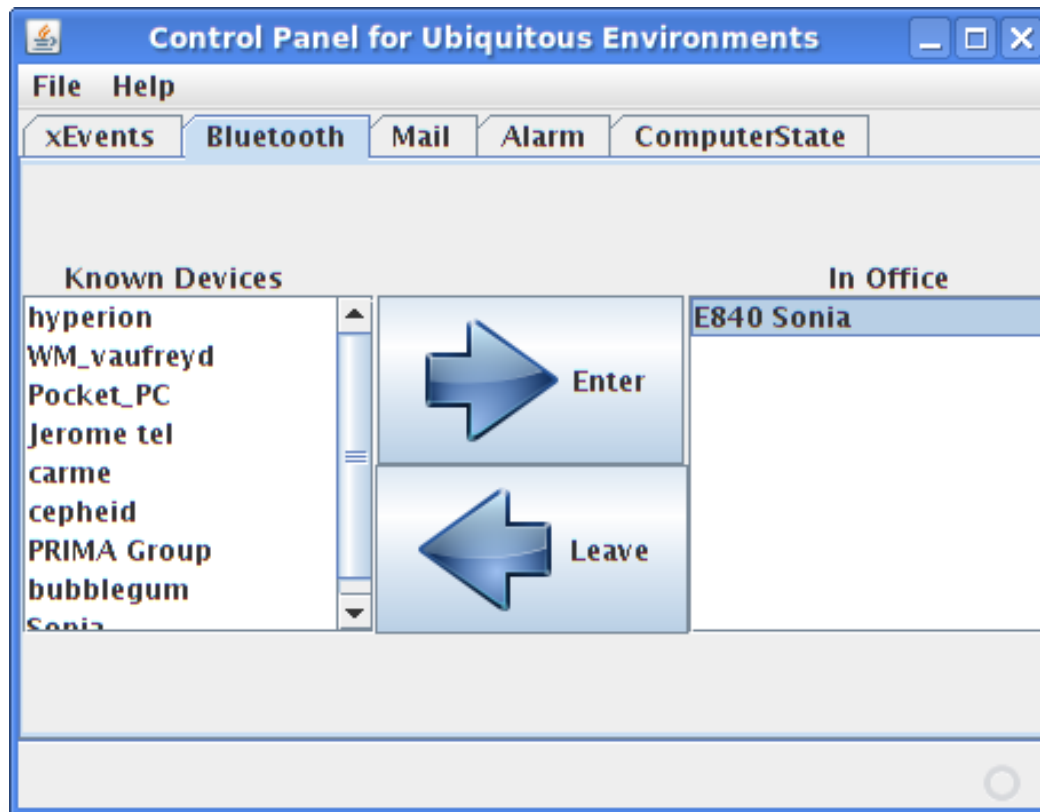 Control Panel for Ubiquitous Environments
File Help
xEvents Bluetooth Mail Alarm ComputerState
Known Devices
In Office
hyperion
WM_vaufreyd
Pocket_PC
Jerome tel
carme
cepheid
PRIMA Group
bubblegum
Sonia
Enter
Leave
E840 Sonia